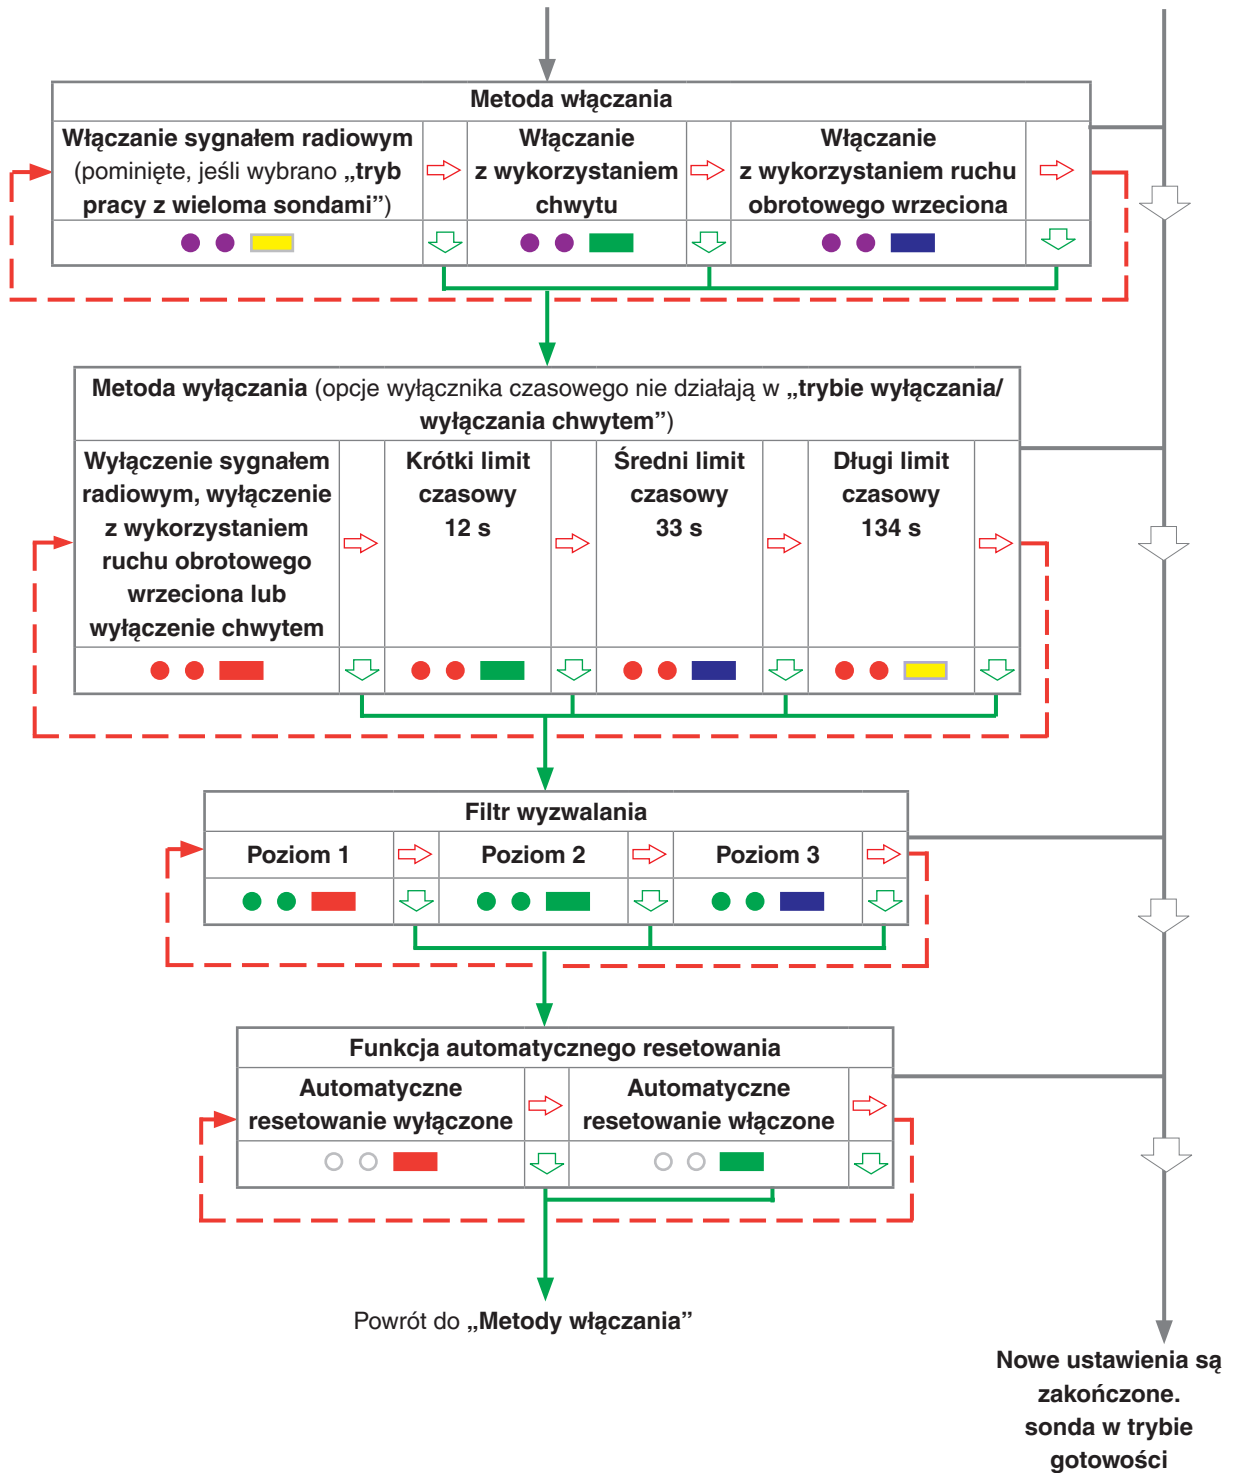 Metoda włączania
Włączanie sygnałem radiowym
(pominięte, jeśli wybrano „tryb
pracy z wieloma sondami”)
Włączanie
z wykorzystaniem
chwytu
Włączanie
z wykorzystaniem ruchu
obrotowego wrzeciona
Metoda wyłączania (opcje wyłącznika czasowego nie działają w „trybie wyłączania/
wyłączania chwytem”)
Wyłączenie sygnałem
radiowym, wyłączenie
z wykorzystaniem
ruchu obrotowego
wrzeciona lub
wyłączenie chwytem
Krótki limit
czasowy
12 s
Średni limit
czasowy
33 s
Długi limit
czasowy
134 s
Filtr wyzwalania
Poziom 1
Poziom 2
Poziom 3
Funkcja automatycznego resetowania
Automatyczne
resetowanie wyłączone
Automatyczne
resetowanie włączone
Powrót do „Metody włączania”
Nowe ustawienia są
zakończone.
sonda w trybie
gotowości